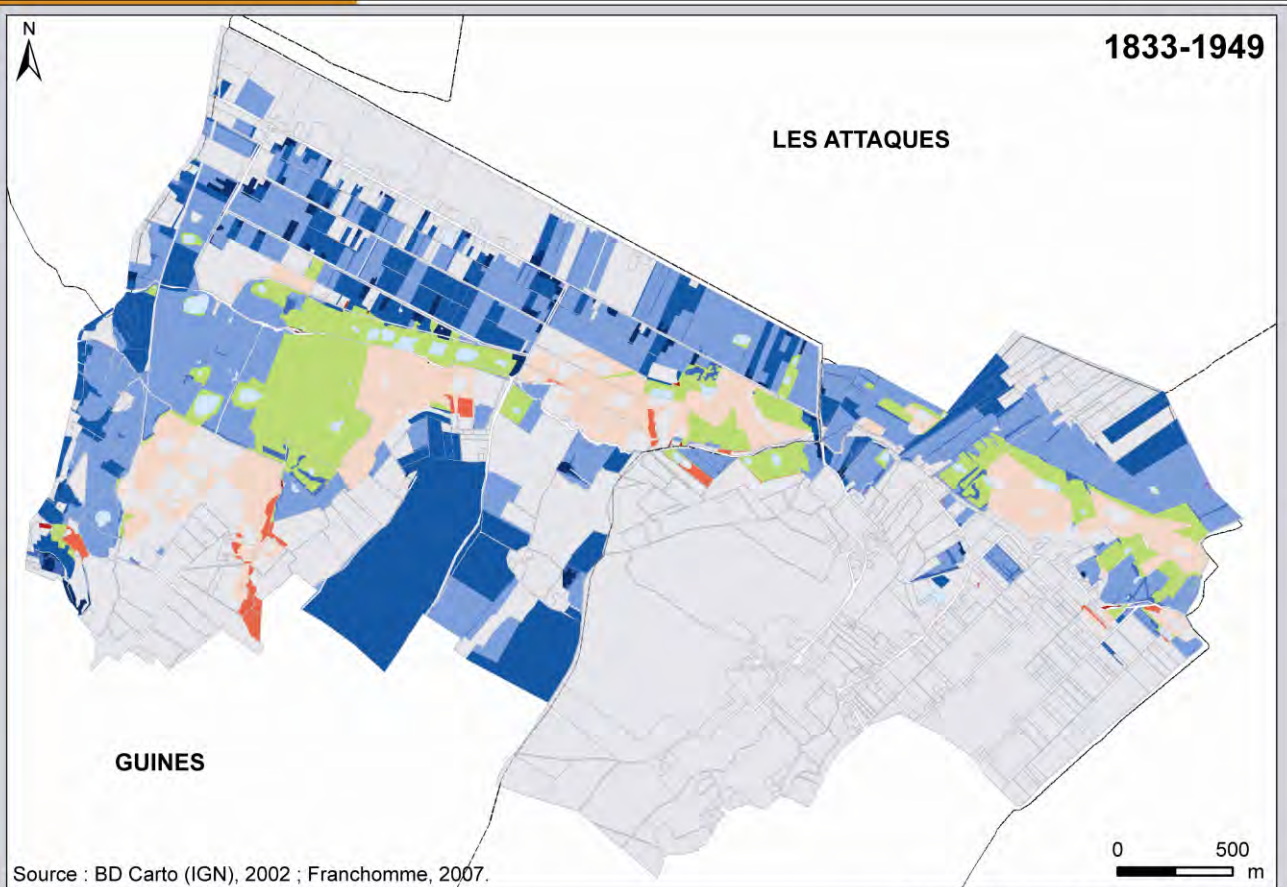 N
1833-1949
LES ATTAQUES
GUINES
0 500
m
Source : BD Carto (IGN), 2002 ; Franchomme, 2007.